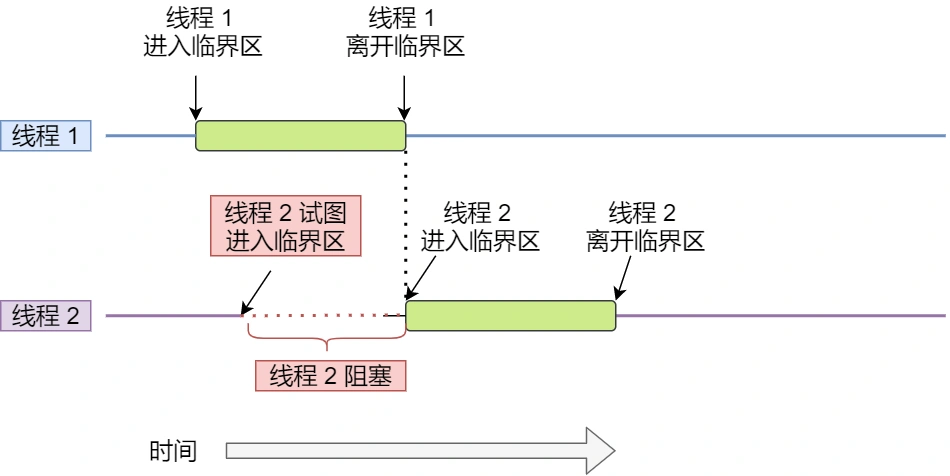 线程 1
进入临界区
线程 1
离开临界区
线程 1
线程 2 试图
进入临界区
线程 2
进入临界区
线程 2
离开临界区
线程 2
线程 2 阻塞
时间